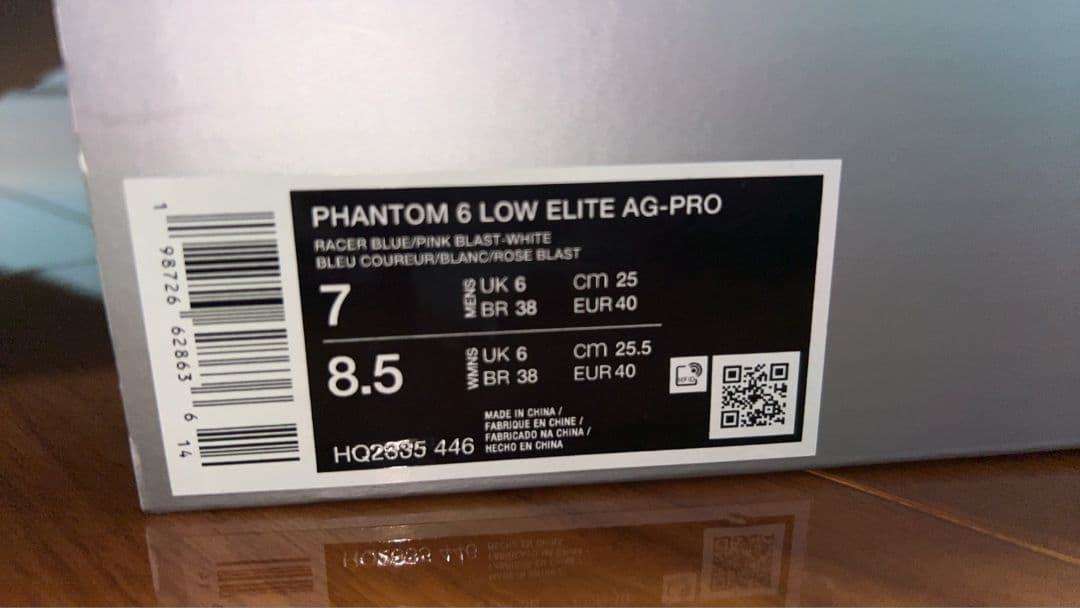 PHANTOM 6 LOW ELITE AG-PRO
RACER BLUE/PINK BLAST-WHITE
BLEU COUREUR/BLANC/ROSE BLAST
7 MENS UK 6 cm 25
BR 38 EUR 40
8.5 WMNS UK 6 cm 25.5
BR 38 EUR 40
RFID
MADE IN CHINA /
FABRIQUE EN CHINE /
FABRICADO NA CHINA /
HECHO EN CHINA
446
1 98726 62863 6 14